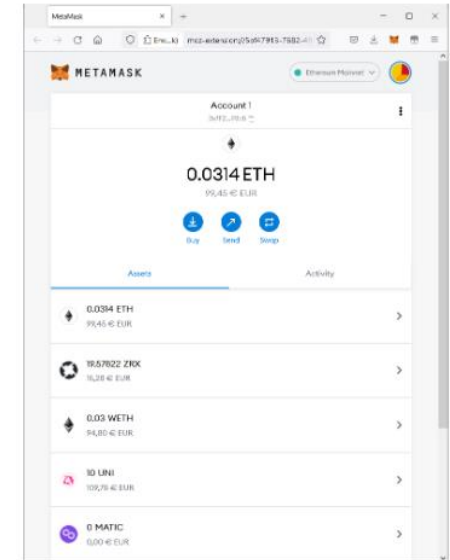 MetaMask
METAMASK
Ethereum Mainnet
Account 1
0.0314 ETH
99,45 € EUR
Buy
Send
Swap
Assets
Activity
0.0314 ETH
99,45 € EUR
19.57822 ZRX
€ EUR
0.03 WETH
94,80 € EUR
10 UNI
109,78 € EUR
0 MATIC
0,00 € EUR